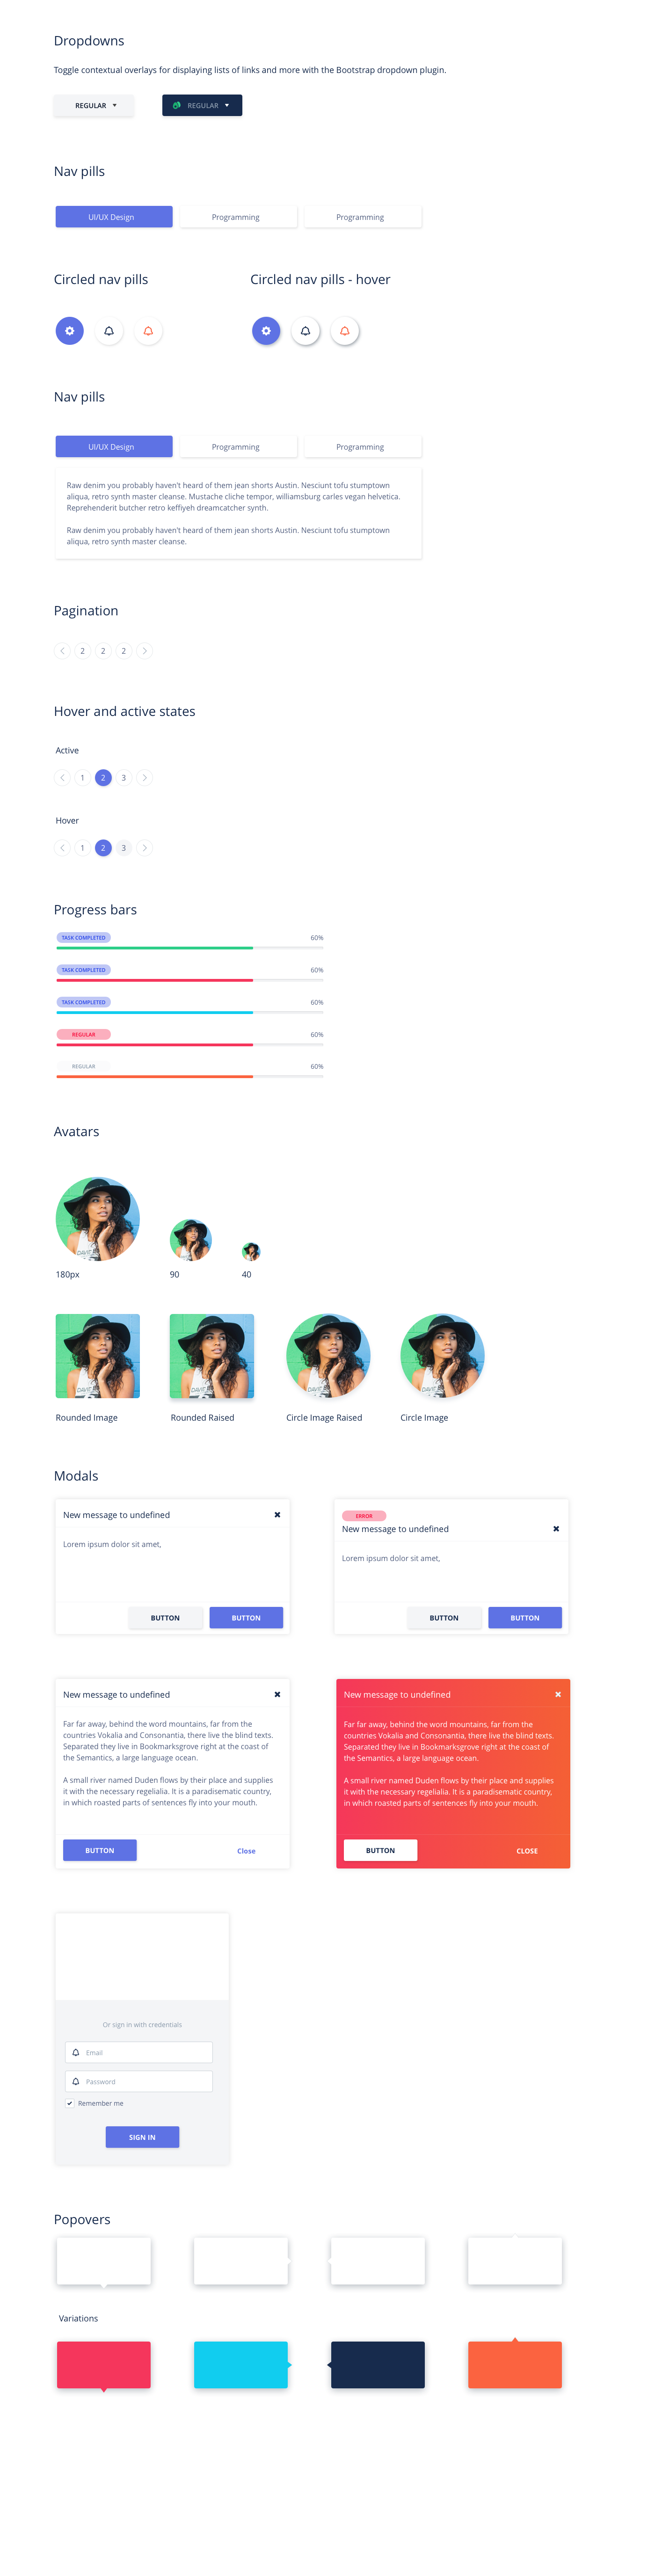 Dropdowns
Toggle contextual overlays for displaying lists of links and more with the Bootstrap dropdown plugin.
REGULAR
REGULAR
Nav pills
UI/UX Design
Programming
Programming
Circled nav pills
Circled nav pills - hover
Nav pills
UI/UX Design
Programming
Programming
Raw denim you probably haven't heard of them jean shorts Austin. Nesciunt tofu stumptown
aliqua, retro synth master cleanse. Mustache cliche tempor, williamsburg carles vegan helvetica.
Reprehenderit butcher retro keffiyeh dreamcatcher synth.
Raw denim you probably haven't heard of them jean shorts Austin. Nesciunt tofu stumptown
aliqua, retro synth master cleanse.
Pagination
2 2 2
Hover and active states
Active
1 2 3
Hover
1 2 3
Progress bars
TASK COMPLETED
60%
TASK COMPLETED
60%
TASK COMPLETED
60%
REGULAR
60%
REGULAR
60%
Avatars
180px
90
40
Rounded Image
Rounded Raised
Circle Image Raised
Circle Image
Modals
New message to undefined
Lorem ipsum dolor sit amet,
BUTTON
BUTTON
ERROR
New message to undefined
Lorem ipsum dolor sit amet,
BUTTON
BUTTON
New message to undefined
Far far away, behind the word mountains, far from the
countries Vokalia and Consonantia, there live the blind texts.
Separated they live in Bookmarksgrove right at the coast of
the Semantics, a large language ocean.
A small river named Duden flows by their place and supplies
it with the necessary regelialia. It is a paradisematic country,
in which roasted parts of sentences fly into your mouth.
BUTTON
Close
New message to undefined
Far far away, behind the word mountains, far from the
countries Vokalia and Consonantia, there live the blind texts.
Separated they live in Bookmarksgrove right at the coast of
the Semantics, a large language ocean.
A small river named Duden flows by their place and supplies
it with the necessary regelialia. It is a paradisematic country,
in which roasted parts of sentences fly into your mouth.
BUTTON
CLOSE
Or sign in with credentials
Email
Password
Remember me
SIGN IN
Popovers
Variations